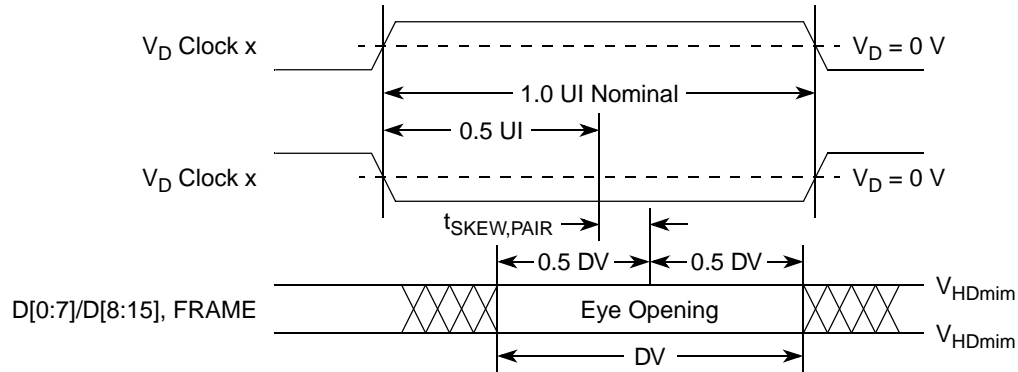 V_D Clock x
V_D = 0 V
1.0 UI Nominal
0.5 UI
V_D Clock x
V_D = 0 V
t_SKEW,PAIR
0.5 DV
0.5 DV
V_HDmim
D[0:7]/D[8:15], FRAME
Eye Opening
V_HDmim
DV